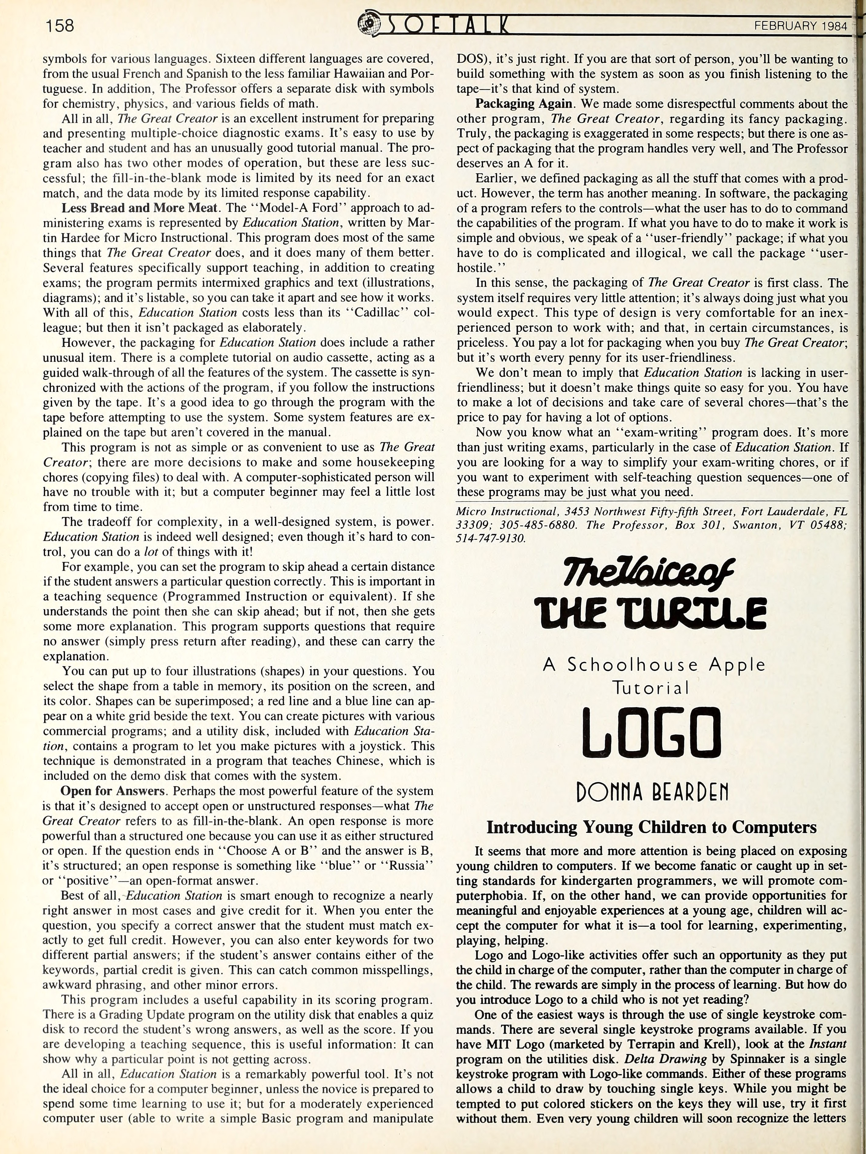 158
SOFTALK
FEBRUARY 1984
symbols for various languages. Sixteen different languages are covered,
from the usual French and Spanish to the less familiar Hawaiian and Por-
tuguese. In addition, The Professor offers a separate disk with symbols
for chemistry, physics, and various fields of math.
All in all, The Great Creator is an excellent instrument for preparing
and presenting multiple-choice diagnostic exams. It's easy to use by
teacher and student and has an unusually good tutorial manual. The pro-
gram also has two other modes of operation, but these are less suc-
cessful; the fill-in-the-blank mode is limited by its need for an exact
match, and the data mode by its limited response capability.
Less Bread and More Meat. The "Model-A Ford" approach to ad-
ministering exams is represented by Education Station, written by Mar-
tin Hardee for Micro Instructional. This program does most of the same
things that The Great Creator does, and it does many of them better.
Several features specifically support teaching, in addition to creating
exams; the program permits intermixed graphics and text (illustrations,
diagrams); and it's listable, so you can take it apart and see how it works.
With all of this, Education Station costs less than its "Cadillac" col-
league; but then it isn't packaged as elaborately.
However, the packaging for Education Station does include a rather
unusual item. There is a complete tutorial on audio cassette, acting as a
guided walk-through of all the features of the system. The cassette is syn-
chronized with the actions of the program, if you follow the instructions
given by the tape. It's a good idea to go through the program with the
tape before attempting to use the system. Some system features are ex-
plained on the tape but aren't covered in the manual.
This program is not as simple or as convenient to use as The Great
Creator; there are more decisions to make and some housekeeping
chores (copying files) to deal with. A computer-sophisticated person will
have no trouble with it; but a computer beginner may feel a little lost
from time to time.
The tradeoff for complexity, in a well-designed system, is power.
Education Station is indeed well designed; even though it's hard to con-
trol, you can do a lot of things with it!
For example, you can set the program to skip ahead a certain distance
if the student answers a particular question correctly. This is important in
a teaching sequence (Programmed Instruction or equivalent). If she
understands the point then she can skip ahead; but if not, then she gets
some more explanation. This program supports questions that require
no answer (simply press return after reading), and these can carry the
explanation.
You can put up to four illustrations (shapes) in your questions. You
select the shape from a table in memory, its position on the screen, and
its color. Shapes can be superimposed; a red line and a blue line can ap-
pear on a white grid beside the text. You can create pictures with various
commercial programs; and a utility disk, included with Education Sta-
tion, contains a program to let you make pictures with a joystick. This
technique is demonstrated in a program that teaches Chinese, which is
included on the demo disk that comes with the system.
Open for Answers. Perhaps the most powerful feature of the system
is that it's designed to accept open or unstructured responses—what The
Great Creator refers to as fill-in-the-blank. An open response is more
powerful than a structured one because you can use it as either structured
or open. If the question ends in "Choose A or B" and the answer is B,
it's structured; an open response is something like "blue" or "Russia"
or "positive"—an open-format answer.
Best of all, Education Station is smart enough to recognize a nearly
right answer in most cases and give credit for it. When you enter the
question, you specify a correct answer that the student must match ex-
actly to get full credit. However, you can also enter keywords for two
different partial answers; if the student's answer contains either of the
keywords, partial credit is given. This can catch common misspellings,
awkward phrasing, and other minor errors.
This program includes a useful capability in its scoring program.
There is a Grading Update program on the utility disk that enables a quiz
disk to record the student's wrong answers, as well as the score. If you
are developing a teaching sequence, this is useful information: It can
show why a particular point is not getting across.
All in all, Education Station is a remarkably powerful tool. It's not
the ideal choice for a computer beginner, unless the novice is prepared to
spend some time learning to use it; but for a moderately experienced
computer user (able to write a simple Basic program and manipulate
DOS), it's just right. If you are that sort of person, you'll be wanting to
build something with the system as soon as you finish listening to the
tape—it's that kind of system.
Packaging Again. We made some disrespectful comments about the
other program, The Great Creator, regarding its fancy packaging.
Truly, the packaging is exaggerated in some respects; but there is one as-
pect of packaging that the program handles very well, and The Professor
deserves an A for it.
Earlier, we defined packaging as all the stuff that comes with a prod-
uct. However, the term has another meaning. In software, the packaging
of a program refers to the controls—what the user has to do to command
the capabilities of the program. If what you have to do to make it work is
simple and obvious, we speak of a "user-friendly" package; if what you
have to do is complicated and illogical, we call the package "user-
hostile."
In this sense, the packaging of The Great Creator is first class. The
system itself requires very little attention; it's always doing just what you
would expect. This type of design is very comfortable for an inex-
perienced person to work with; and that, in certain circumstances, is
priceless. You pay a lot for packaging when you buy The Great Creator;
but it's worth every penny for its user-friendliness.
We don't mean to imply that Education Station is lacking in user-
friendliness; but it doesn't make things quite so easy for you. You have
to make a lot of decisions and take care of several chores—that's the
price to pay for having a lot of options.
Now you know what an "exam-writing" program does. It's more
than just writing exams, particularly in the case of Education Station. If
you are looking for a way to simplify your exam-writing chores, or if
you want to experiment with self-teaching question sequences—one of
these programs may be just what you need.
Micro Instructional, 3453 Northwest Fifty-fifth Street, Fort Lauderdale, FL
33309; 305-485-6880. The Professor, Box 301, Swanton, VT 05488;
514-747-9130.
The Voice of
THE TURTLE
A Schoolhouse Apple
Tutorial
LOGO
DONNA BEARDEN
Introducing Young Children to Computers
It seems that more and more attention is being placed on exposing
young children to computers. If we become fanatic or caught up in set-
ting standards for kindergarten programmers, we will promote com-
puterphobia. If, on the other hand, we can provide opportunities for
meaningful and enjoyable experiences at a young age, children will ac-
cept the computer for what it is—a tool for learning, experimenting,
playing, helping.
Logo and Logo-like activities offer such an opportunity as they put
the child in charge of the computer, rather than the computer in charge of
the child. The rewards are simply in the process of learning. But how do
you introduce Logo to a child who is not yet reading?
One of the easiest ways is through the use of single keystroke com-
mands. There are several single keystroke programs available. If you
have MIT Logo (marketed by Terrapin and Krell), look at the Instant
program on the utilities disk. Delta Drawing by Spinnaker is a single
keystroke program with Logo-like commands. Either of these programs
allows a child to draw by touching single keys. While you might be
tempted to put colored stickers on the keys they will use, try it first
without them. Even very young children will soon recognize the letters